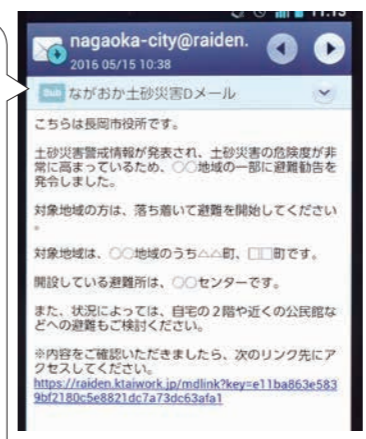 nagaoka-city@raiden.
2016 05/15 10:38
Sub ながおか土砂災害Dメール
こちらは長岡市役所です。
土砂災害警戒情報が発表され、土砂災害の危険度が非
常に高まっているため、○○地域の一部に避難勧告を
発令しました。
対象地域の方は、落ち着いて避難を開始してください
。
対象地域は、○○地域のうち△△町、□□町です。
開設している避難所は、○○センターです。
また、状況によっては、自宅の2階や近くの公民館な
どへの避難もご検討ください。
※内容をご確認いただきましたら、次のリンク先にア
クセスしてください。
https://raiden.ktaiwork.jp/mdlink?key=e11ba863e583
9bf2180c5e8821dc7a73dc63afa1